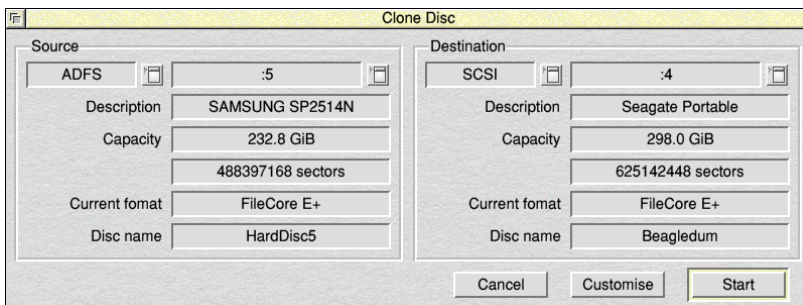 Clone Disc
Source
ADFS :5
Description SAMSUNG SP2514N
Capacity 232.8 GiB
488397168 sectors
Current fomat FileCore E+
Disc name HardDisc5
Destination
SCSI :4
Description Seagate Portable
Capacity 298.0 GiB
625142448 sectors
Current fomat FileCore E+
Disc name Beagledum
Cancel Customise Start